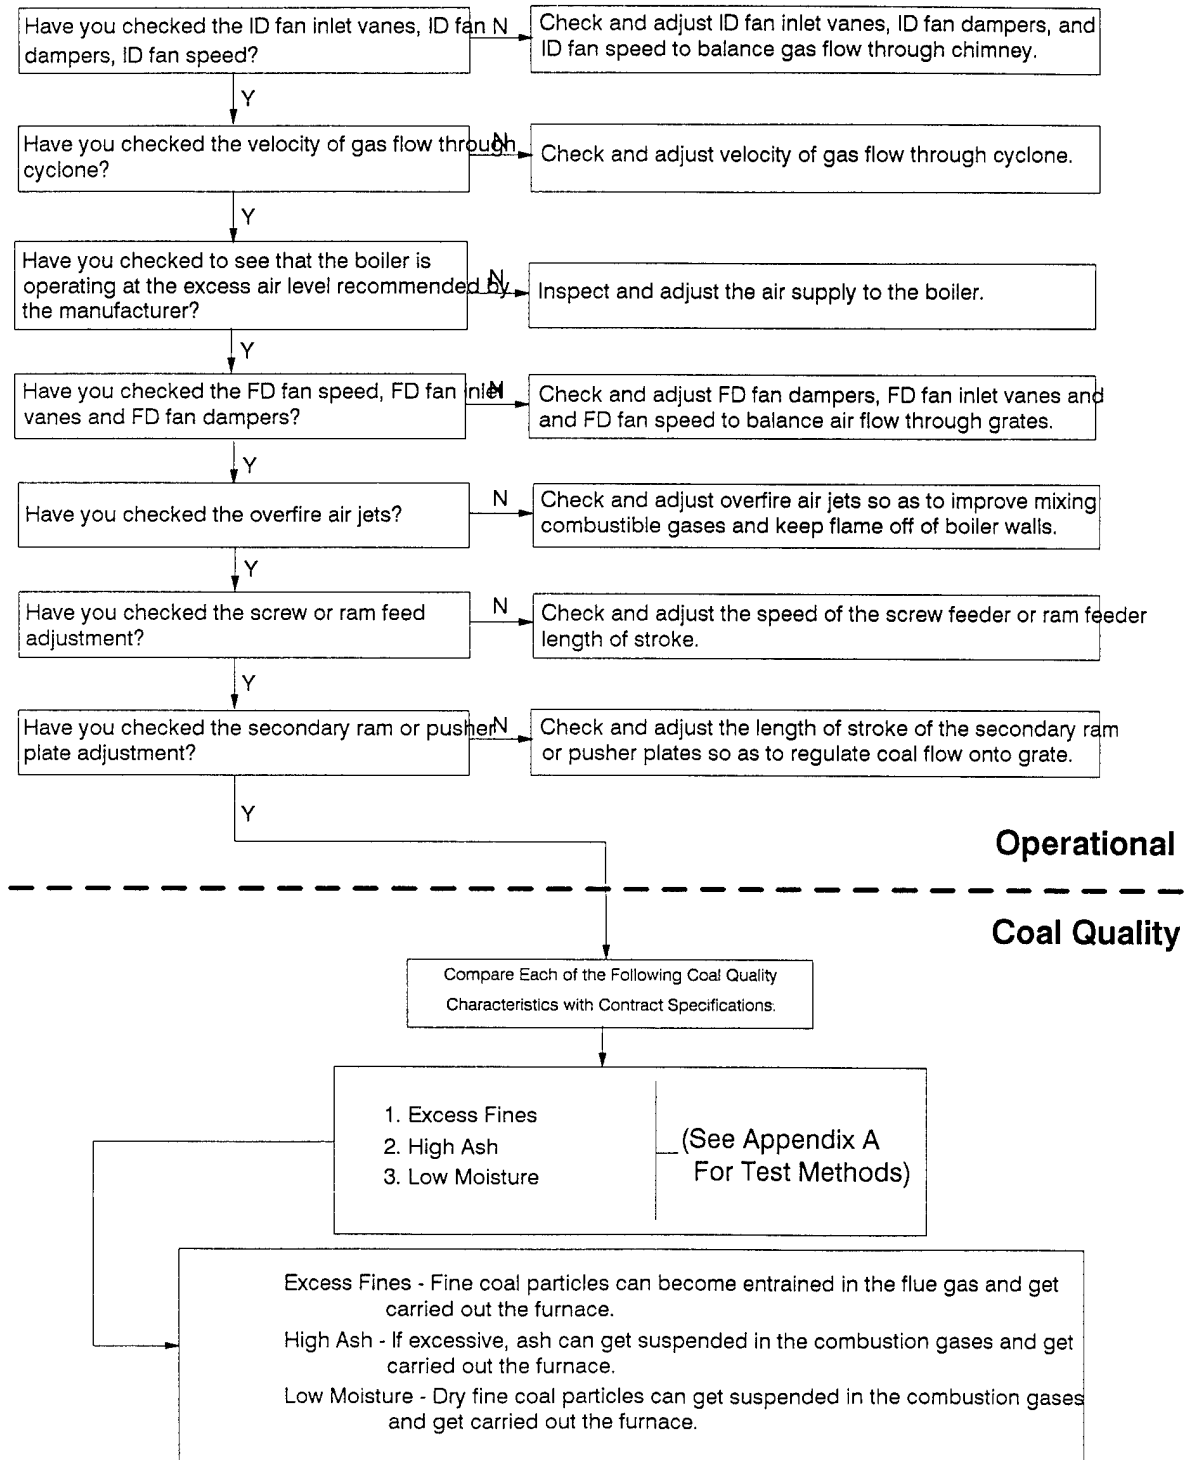 Have you checked the ID fan inlet vanes, ID fan
dampers, ID fan speed?
N
Check and adjust ID fan inlet vanes, ID fan dampers, and
ID fan speed to balance gas flow through chimney.
Y
Have you checked the velocity of gas flow through
cyclone?
N
Check and adjust velocity of gas flow through cyclone.
Y
Have you checked to see that the boiler is
operating at the excess air level recommended by
the manufacturer?
N
Inspect and adjust the air supply to the boiler.
Y
Have you checked the FD fan speed, FD fan inlet
vanes and FD fan dampers?
N
Check and adjust FD fan dampers, FD fan inlet vanes and
and FD fan speed to balance air flow through grates.
Y
Have you checked the overfire air jets?
N
Check and adjust overfire air jets so as to improve mixing
combustible gases and keep flame off of boiler walls.
Y
Have you checked the screw or ram feed
adjustment?
N
Check and adjust the speed of the screw feeder or ram feeder
length of stroke.
Y
Have you checked the secondary ram or pusher
plate adjustment?
N
Check and adjust the length of stroke of the secondary ram
or pusher plates so as to regulate coal flow onto grate.
Y
Operational
Coal Quality
Compare Each of the Following Coal Quality
Characteristics with Contract Specifications.
1. Excess Fines
2. High Ash
3. Low Moisture
(See Appendix A
For Test Methods)
Excess Fines - Fine coal particles can become entrained in the flue gas and get
carried out the furnace.
High Ash - If excessive, ash can get suspended in the combustion gases and get
carried out the furnace.
Low Moisture - Dry fine coal particles can get suspended in the combustion gases
and get carried out the furnace.